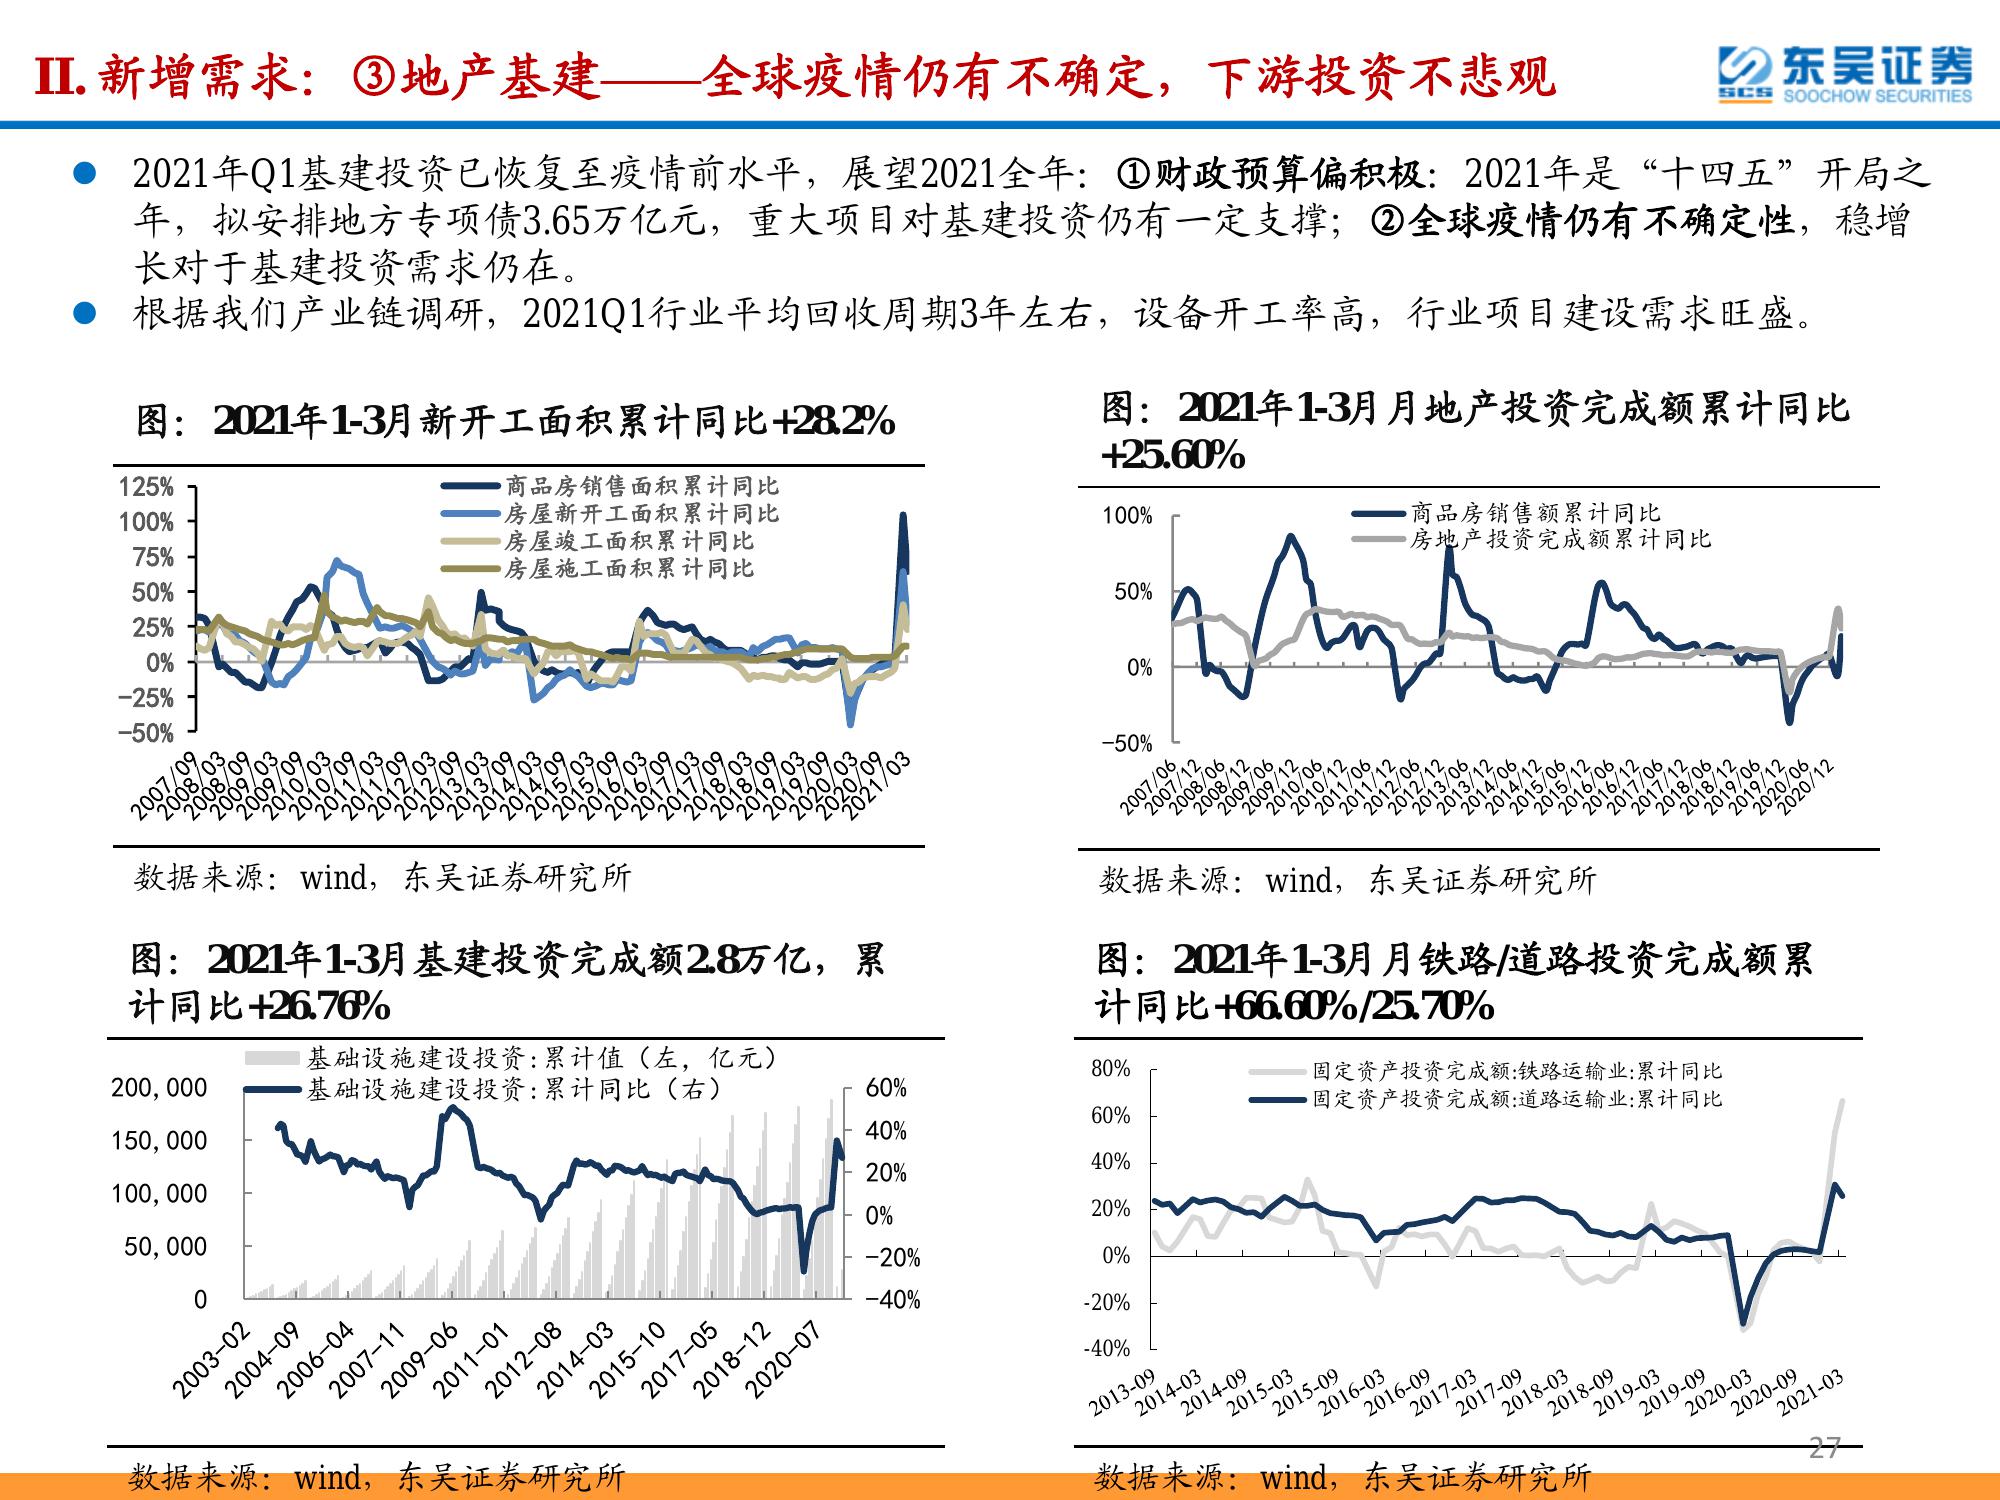 II. 新增需求：③地产基建——全球疫情仍有不确定，下游投资不悲观
东吴证券
SCS SOOCHOW SECURITIES
2021年Q1基建投资已恢复至疫情前水平，展望2021全年：①财政预算偏积极：2021年是“十四五”开局之
年，拟安排地方专项债3.65万亿元，重大项目对基建投资仍有一定支撑；②全球疫情仍有不确定性，稳增
长对于基建投资需求仍在。
根据我们产业链调研，2021Q1行业平均回收周期3年左右，设备开工率高，行业项目建设需求旺盛。
图：2021年1-3月新开工面积累计同比+28.2%
商品房销售面积累计同比
房屋新开工面积累计同比
房屋竣工面积累计同比
房屋施工面积累计同比
125%
100%
75%
50%
25%
0%
-25%
-50%
2007/09 2008/03 2008/09 2009/03 2009/09 2010/03 2010/09 2011/03 2011/09 2012/03 2012/09 2013/03 2013/09 2014/03 2014/09 2015/03 2015/09 2016/03 2016/09 2017/03 2017/09 2018/03 2018/09 2019/03 2019/09 2020/03 2020/09 2021/03
数据来源：wind，东吴证券研究所
图：2021年1-3月月地产投资完成额累计同比
+25.60%
商品房销售额累计同比
房地产投资完成额累计同比
100%
50%
0%
-50%
2007/06 2007/12 2008/06 2008/12 2009/06 2009/12 2010/06 2010/12 2011/06 2011/12 2012/06 2012/12 2013/06 2013/12 2014/06 2014/12 2015/06 2015/12 2016/06 2016/12 2017/06 2017/12 2018/06 2018/12 2019/06 2019/12 2020/06 2020/12
数据来源：wind，东吴证券研究所
图：2021年1-3月基建投资完成额2.8万亿，累
计同比+26.76%
基础设施建设投资:累计值（左，亿元）
基础设施建设投资:累计同比（右）
200,000
150,000
100,000
50,000
0
60%
40%
20%
0%
-20%
-40%
2003-02 2004-09 2006-04 2007-11 2009-06 2011-01 2012-08 2014-03 2015-10 2017-05 2018-12 2020-07
数据来源：wind，东吴证券研究所
图：2021年1-3月月铁路/道路投资完成额累
计同比+66.60%/25.70%
固定资产投资完成额:铁路运输业:累计同比
固定资产投资完成额:道路运输业:累计同比
80%
60%
40%
20%
0%
-20%
-40%
2013-09 2014-03 2014-09 2015-03 2015-09 2016-03 2016-09 2017-03 2017-09 2018-03 2018-09 2019-03 2019-09 2020-03 2020-09 2021-03
27
数据来源：wind，东吴证券研究所